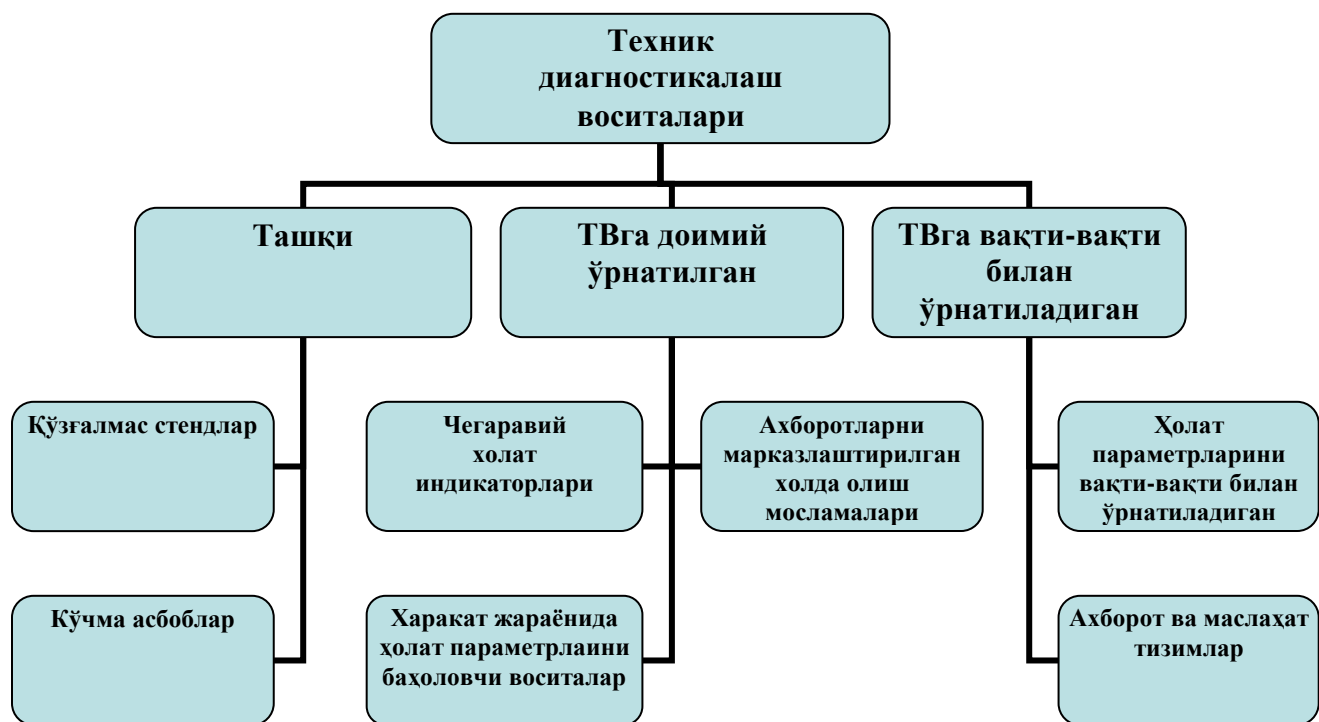 Техник
диагностикалаш
воситалари
Ташқи
ТВга доимий
ўрнатилган
ТВга вақти-вақти
билан
ўрнатиладиган
Қўзғалмас стендлар
Чегаравий
холат
индикаторлари
Ахборотларни
марказлаштирилган
холда олиш
мосламалари
Ҳолат
параметрларини
вақти-вақти билан
ўрнатиладиган
Кўчма асбоблар
Харакат жараёнида
ҳолат параметрлаини
баҳоловчи воситалар
Ахборот ва маслаҳат
тизимлар